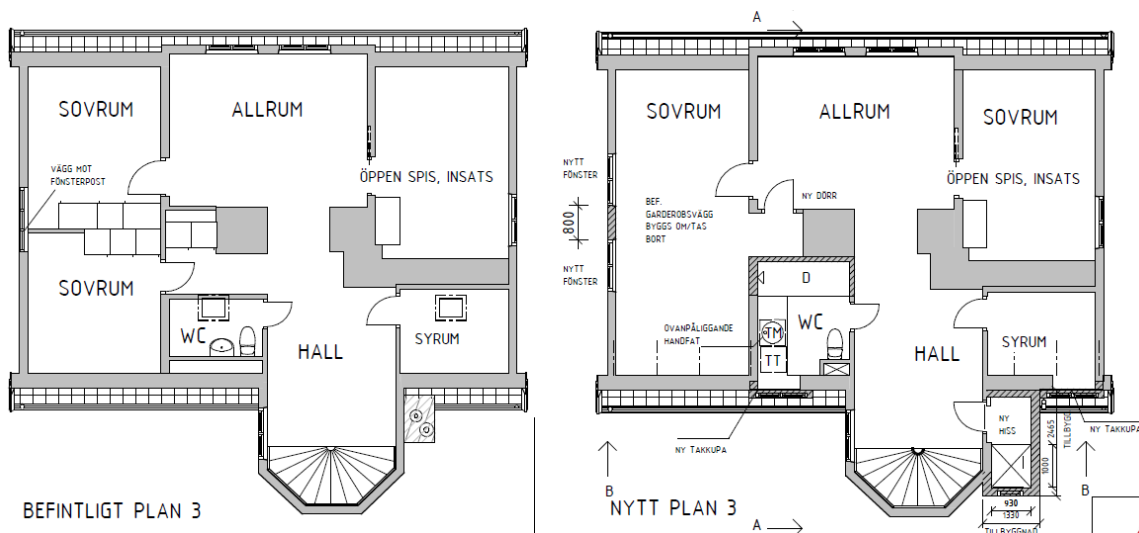 SOVRUM
ALLRUM
VÄGG MOT
FÖNSTERPOST
ÖPPEN SPIS, INSATS
SOVRUM
WC
HALL
SYRUM
BEFINTLIGT PLAN 3
A
SOVRUM
ALLRUM
SOVRUM
NYTT
FÖNSTER
ÖPPEN SPIS, INSATS
BEF.
GARDEROBSVÄGG
BYGGS OM/TAS
BORT
NY DÖRR
800
NYTT
FÖNSTER
D
OVANPÅLIGGANDE
HANDFAT
TM
WC
TT
HALL
SYRUM
NY
HISS
2465
TILLBYGG
NY TAKKUPA
NY TAKKUPA
1000
B
B
NYTT PLAN 3
A
930
1330
TILLBYGGNAD